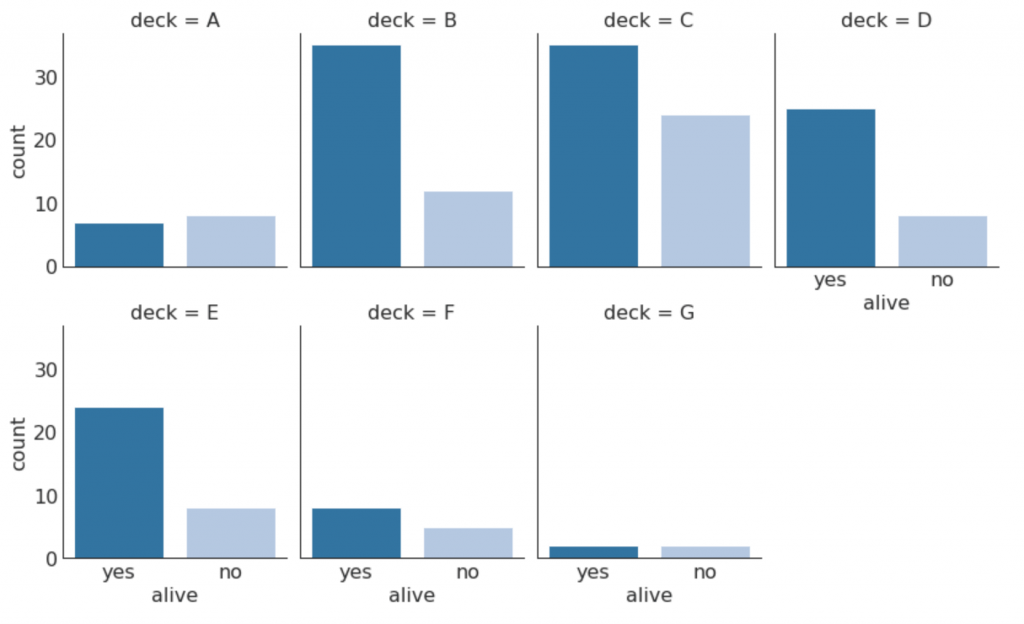 deck = A
deck = B
deck = C
deck = D
count
30
20
10
0
yes no
alive
deck = E
deck = F
deck = G
count
30
20
10
0
yes no
alive
yes no
alive
yes no
alive